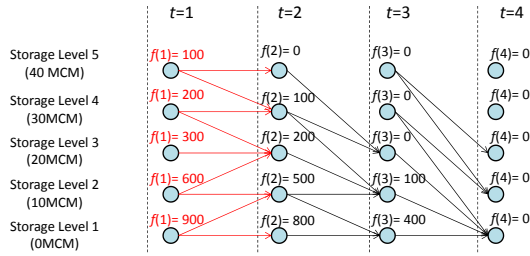 t=1 t=2 t=3 t=4
Storage Level 5
(40 MCM)
f(1)= 100 f(2)= 0 f(3)= 0 f(4)= 0
Storage Level 4
(30MCM)
f(1)= 200 f(2)= 100 f(3)= 0 f(4)= 0
Storage Level 3
(20MCM)
f(1)= 300 f(2)= 200 f(3)= 0 f(4)= 0
Storage Level 2
(10MCM)
f(1)= 600 f(2)= 500 f(3)= 100 f(4)= 0
Storage Level 1
(0MCM)
f(1)= 900 f(2)= 800 f(3)= 400 f(4)= 0